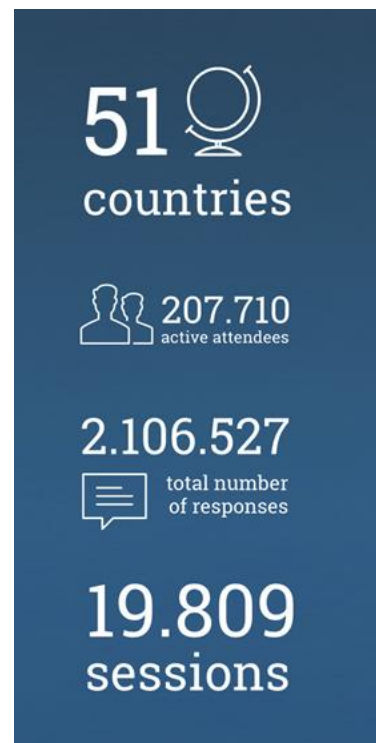 51
countries
207.710
active attendees
2.106.527
total number
of responses
19.809
sessions